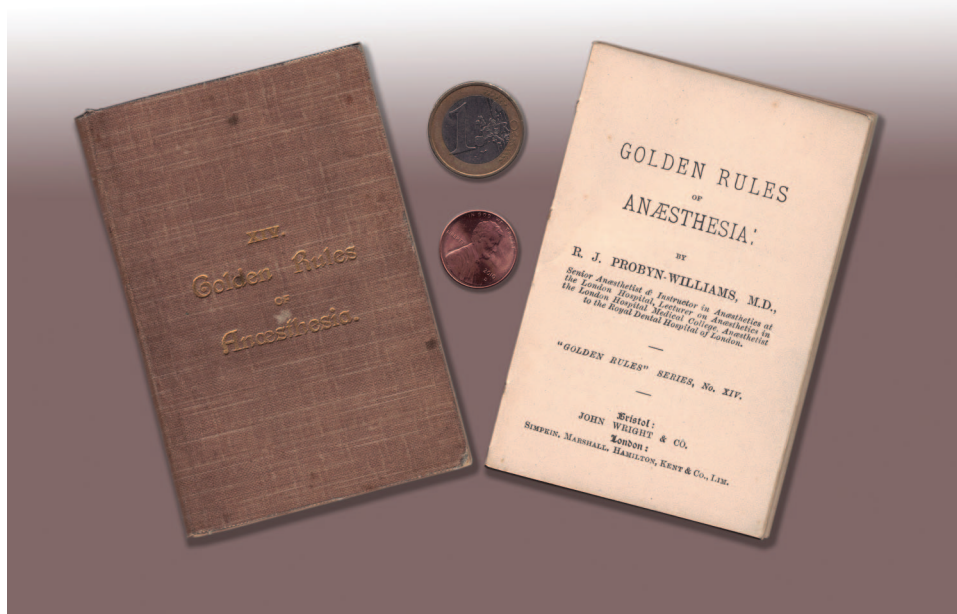 XIV.
Golden Rules
OF
Anæsthesia.
1
GOLDEN RULES
OF
ANÆSTHESIA:
BY
R. J. PROBYN-WILLIAMS, M.D.,
Senior Anæsthetist & Instructor in Anæsthetics at
the London Hospital, Lecturer on Anæsthetics in
the London Hospital Medical College, Anæsthetist
to the Royal Dental Hospital of London.
"GOLDEN RULES" SERIES, No. XIV.
Bristol:
JOHN WRIGHT & CO.
London:
SIMPKIN, MARSHALL, HAMILTON, KENT & CO., LIM.